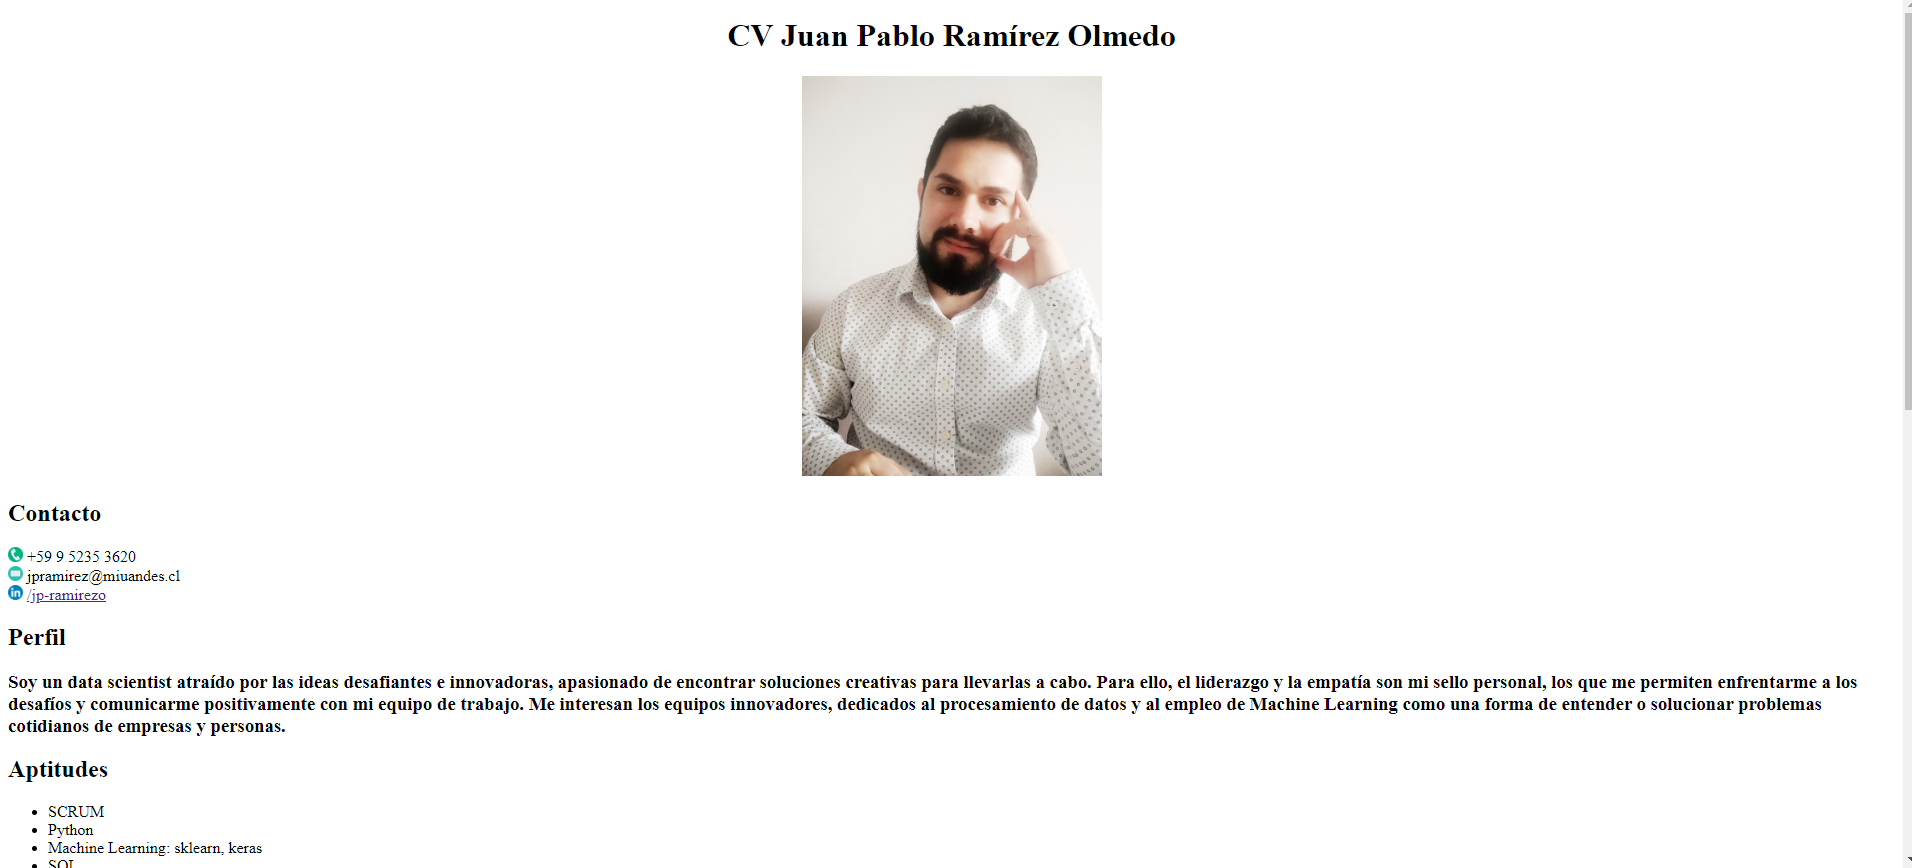 CV Juan Pablo Ramírez Olmedo
Contacto
+59 9 5235 3620
jpramirez@miuandes.cl
/jp-ramirezo
Perfil
Soy un data scientist atraído por las ideas desafiantes e innovadoras, apasionado de encontrar soluciones creativas para llevarlas a cabo. Para ello, el liderazgo y la empatía son mi sello personal, los que me permiten enfrentarme a los
desafíos y comunicarme positivamente con mi equipo de trabajo. Me interesan los equipos innovadores, dedicados al procesamiento de datos y al empleo de Machine Learning como una forma de entender o solucionar problemas
cotidianos de empresas y personas.
Aptitudes
SCRUM
Python
Machine Learning: sklearn, keras
SQL